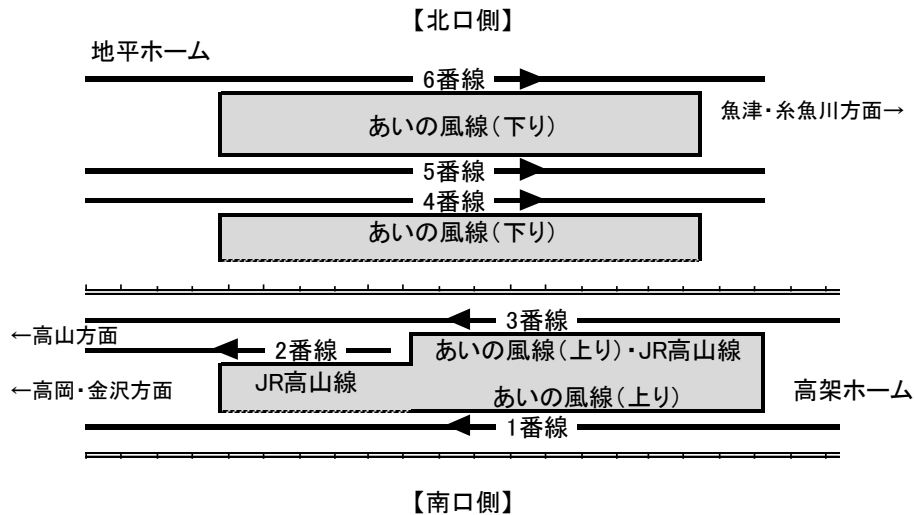 【北口側】
地平ホーム
6番線
あいの風線(下り)
魚津・糸魚川方面→
5番線
4番線
あいの風線(下り)
3番線
←高山方面
2番線
あいの風線(上り)・JR高山線
JR高山線
←高岡・金沢方面
あいの風線(上り)
高架ホーム
1番線
【南口側】